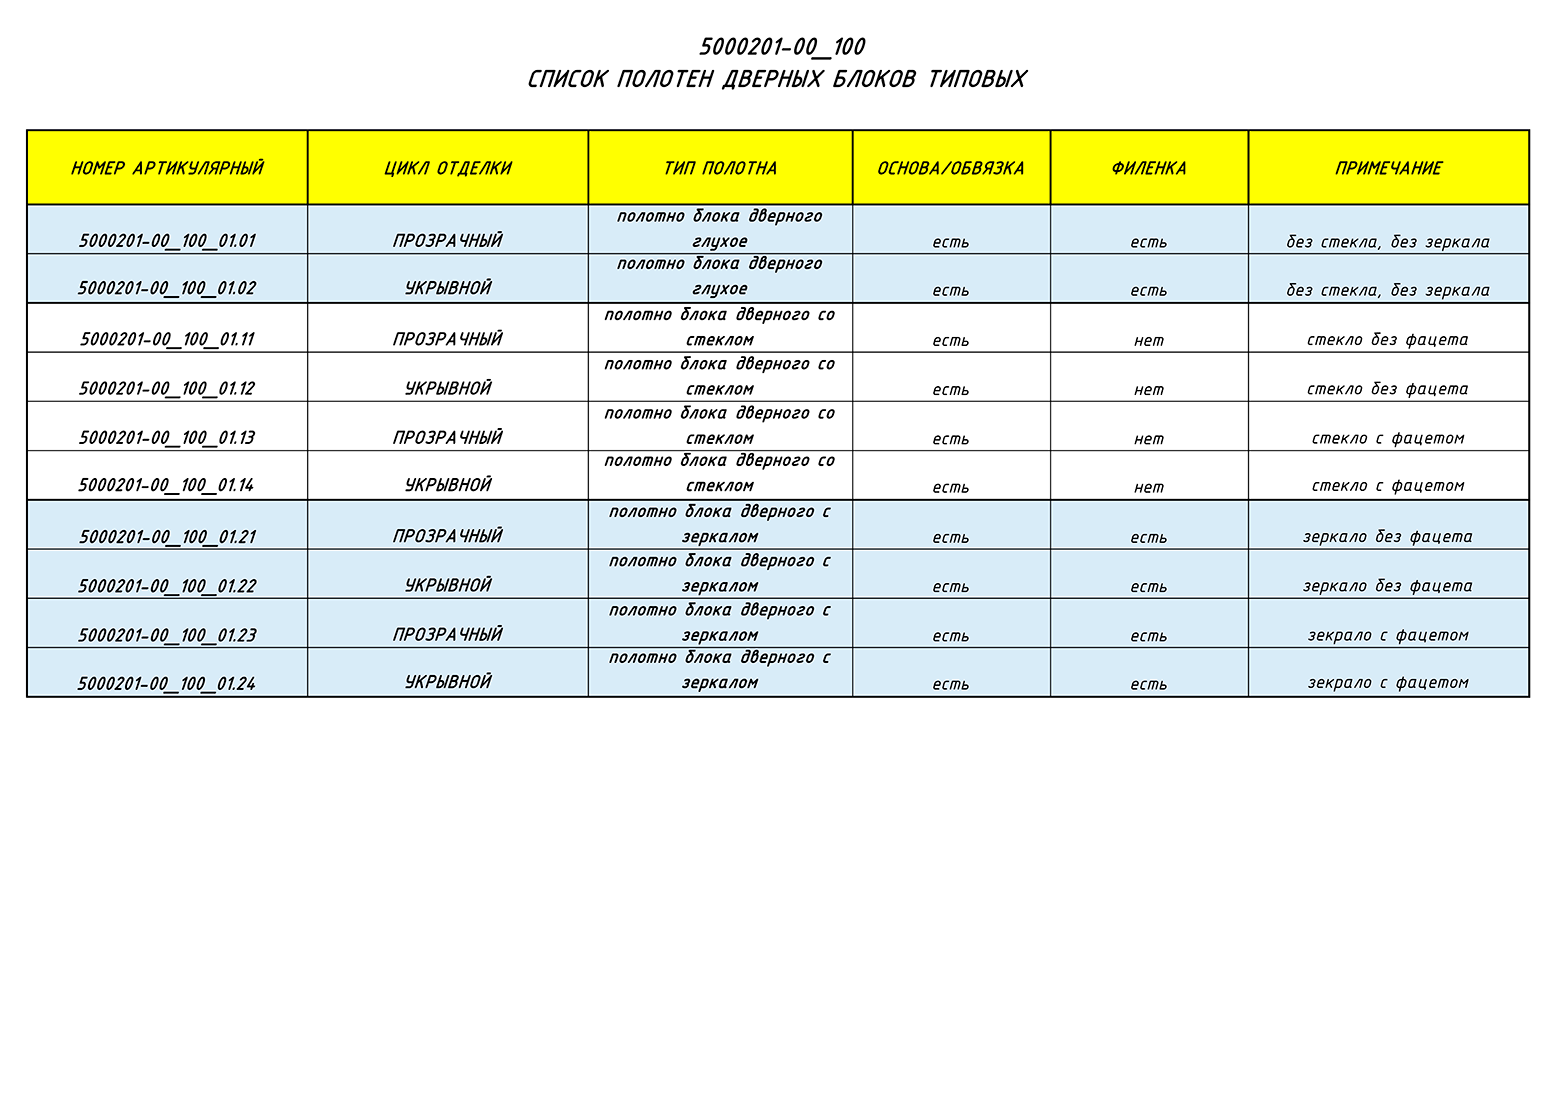 5000201-00_100
СПИСОК ПОЛОТЕН ДВЕРНЫХ БЛОКОВ ТИПОВЫХ
НОМЕР АРТИКУЛЯРНЫЙ ЦИКЛ ОТДЕЛКИ ТИП ПОЛОТНА ОСНОВА/ОБВЯЗКА ФИЛЕНКА ПРИМЕЧАНИЕ
полотно блока дверного
5000201-00_100_01.01 ПРОЗРАЧНЫЙ глухое есть есть без стекла, без зеркала
полотно блока дверного
5000201-00_100_01.02 УКРЫВНОЙ глухое есть есть без стекла, без зеркала
полотно блока дверного со
5000201-00_100_01.11 ПРОЗРАЧНЫЙ стеклом есть нет стекло без фацета
полотно блока дверного со
5000201-00_100_01.12 УКРЫВНОЙ стеклом есть нет стекло без фацета
полотно блока дверного со
5000201-00_100_01.13 ПРОЗРАЧНЫЙ стеклом есть нет стекло с фацетом
полотно блока дверного со
5000201-00_100_01.14 УКРЫВНОЙ стеклом есть нет стекло с фацетом
полотно блока дверного с
5000201-00_100_01.21 ПРОЗРАЧНЫЙ зеркалом есть есть зеркало без фацета
полотно блока дверного с
5000201-00_100_01.22 УКРЫВНОЙ зеркалом есть есть зеркало без фацета
полотно блока дверного с
5000201-00_100_01.23 ПРОЗРАЧНЫЙ зеркалом есть есть зекрало с фацетом
полотно блока дверного с
5000201-00_100_01.24 УКРЫВНОЙ зеркалом есть есть зекрало с фацетом